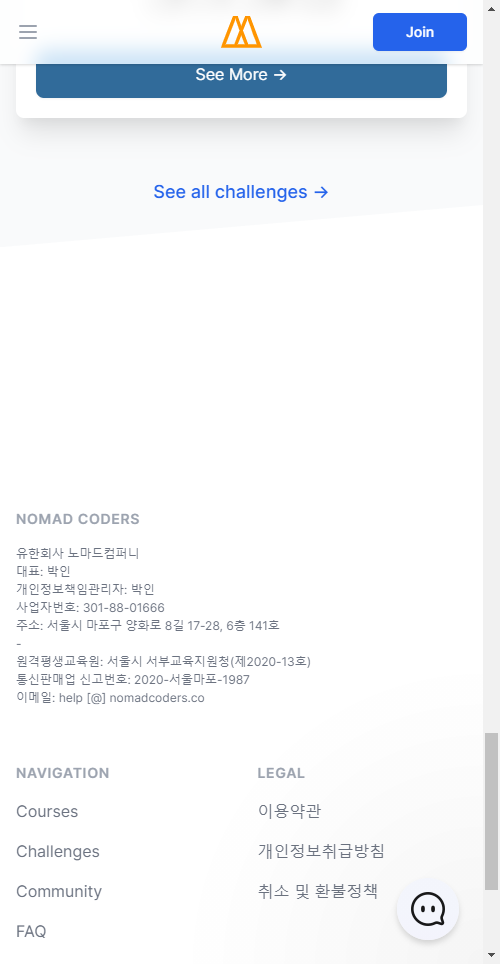 Join
See More →
See all challenges →
NOMAD CODERS
유한회사 노마드컴퍼니
대표: 박인
개인정보책임관리자: 박인
사업자번호: 301-88-01666
주소: 서울시 마포구 양화로 8길 17-28, 6층 141호
-
원격평생교육원: 서울시 서부교육지원청(제2020-13호)
통신판매업 신고번호: 2020-서울마포-1987
이메일: help [@] nomadcoders.co
NAVIGATION
Courses
Challenges
Community
FAQ
LEGAL
이용약관
개인정보취급방침
취소 및 환불정책